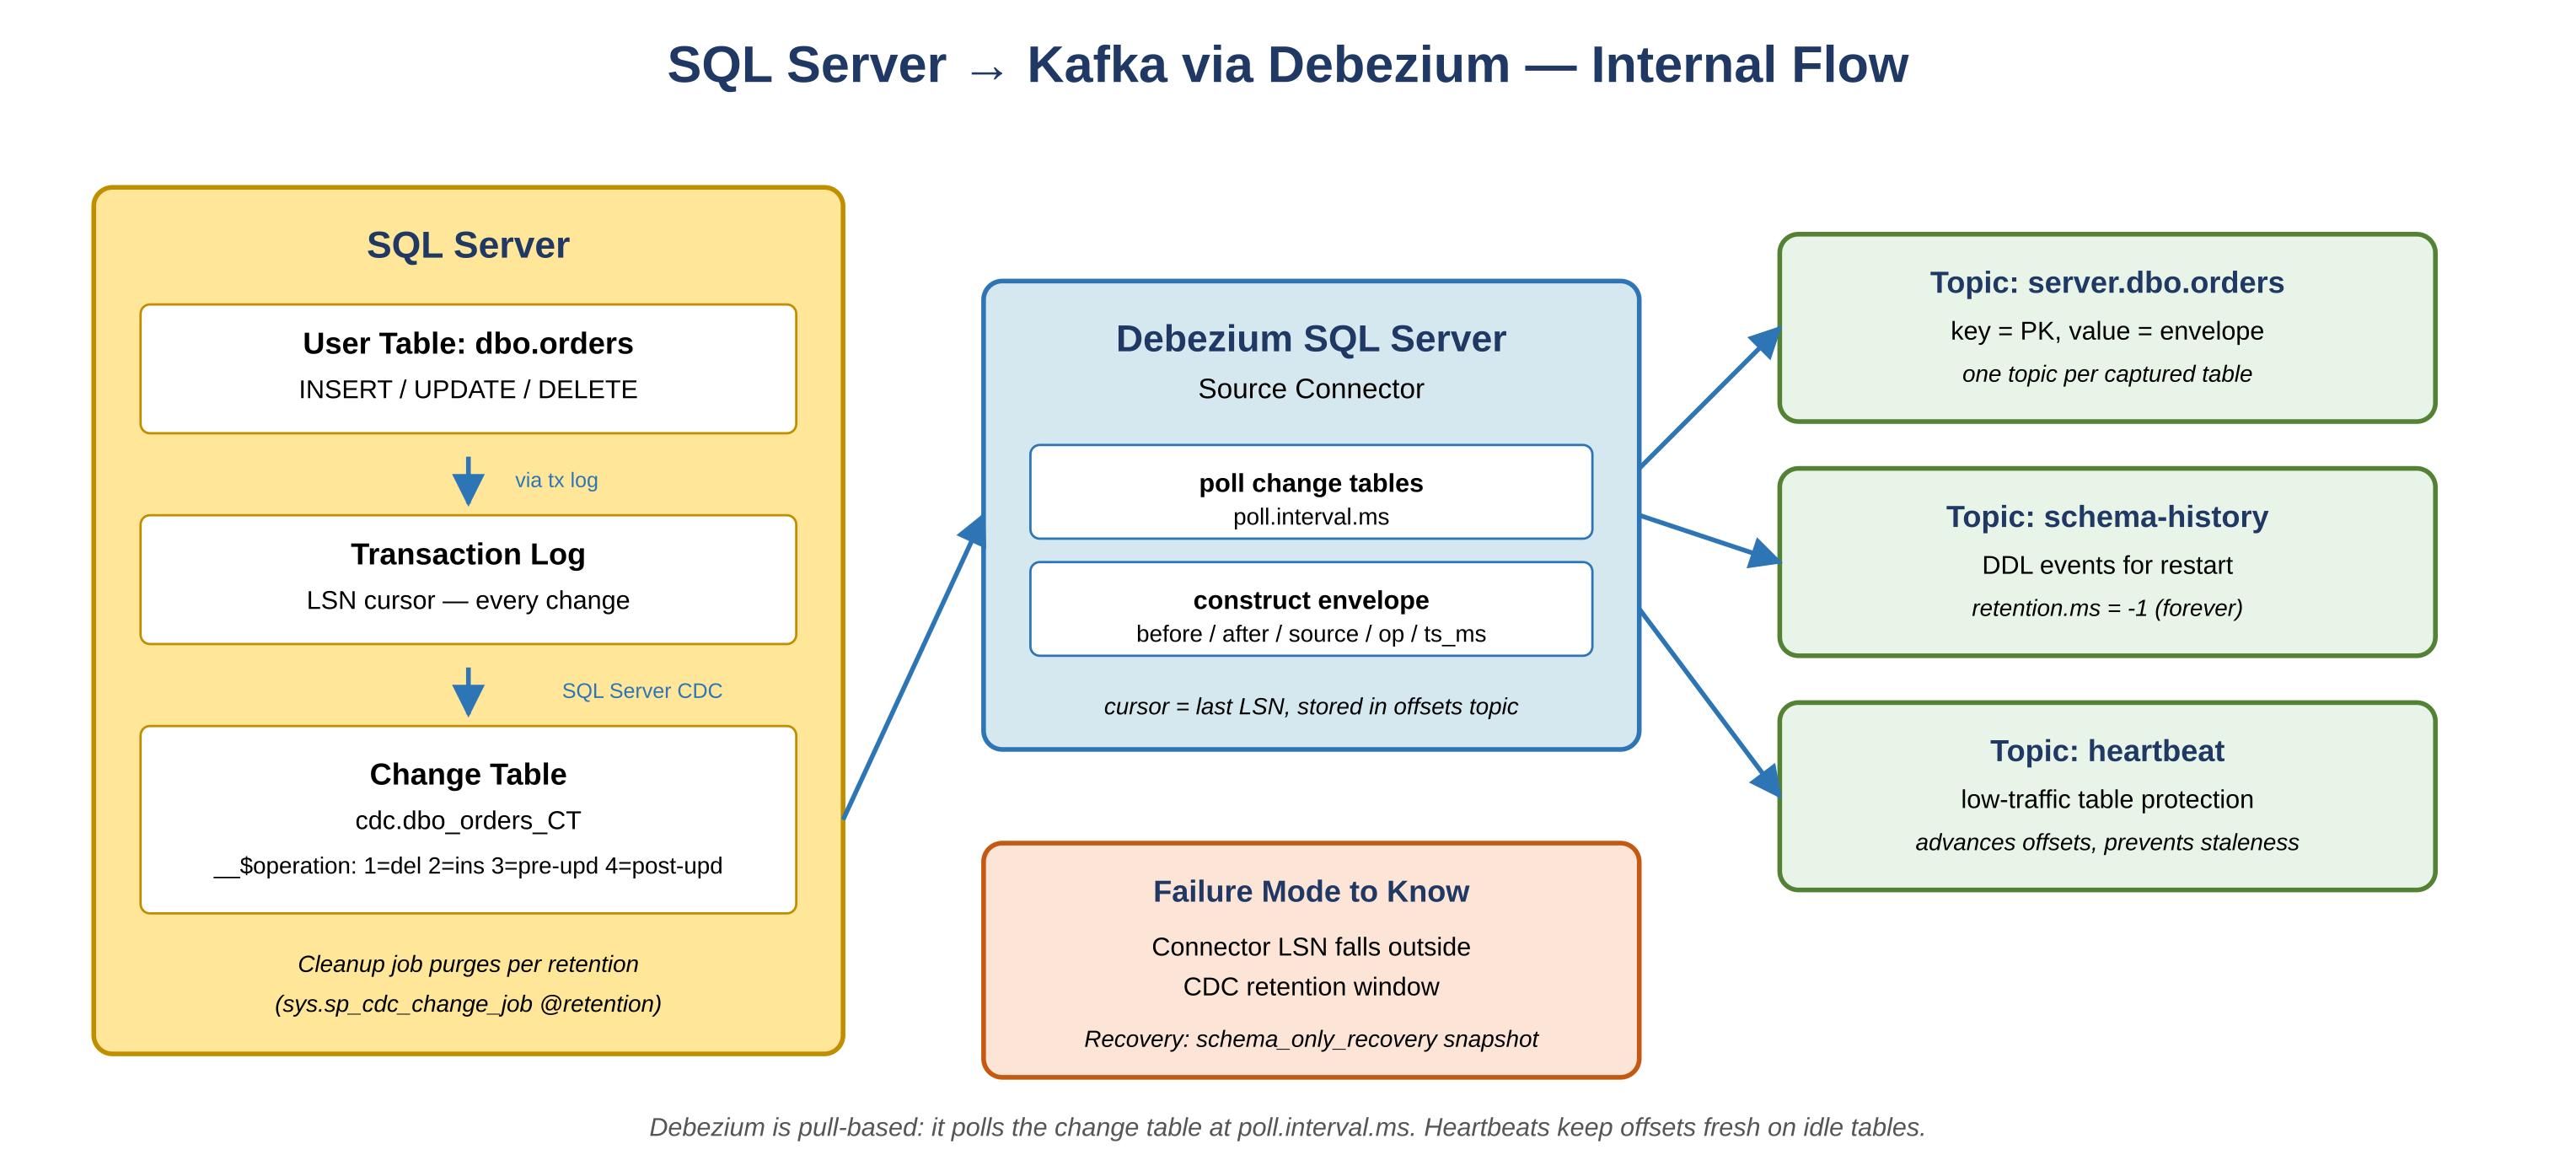 SQL Server → Kafka via Debezium — Internal Flow
SQL Server
User Table: dbo.orders
INSERT / UPDATE / DELETE
via tx log
Transaction Log
LSN cursor — every change
SQL Server CDC
Change Table
cdc.dbo_orders_CT
__$operation: 1=del 2=ins 3=pre-upd 4=post-upd
Cleanup job purges per retention
(sys.sp_cdc_change_job @retention)
Debezium SQL Server
Source Connector
poll change tables
poll.interval.ms
construct envelope
before / after / source / op / ts_ms
cursor = last LSN, stored in offsets topic
Failure Mode to Know
Connector LSN falls outside
CDC retention window
Recovery: schema_only_recovery snapshot
Topic: server.dbo.orders
key = PK, value = envelope
one topic per captured table
Topic: schema-history
DDL events for restart
retention.ms = -1 (forever)
Topic: heartbeat
low-traffic table protection
advances offsets, prevents staleness
Debezium is pull-based: it polls the change table at poll.interval.ms. Heartbeats keep offsets fresh on idle tables.